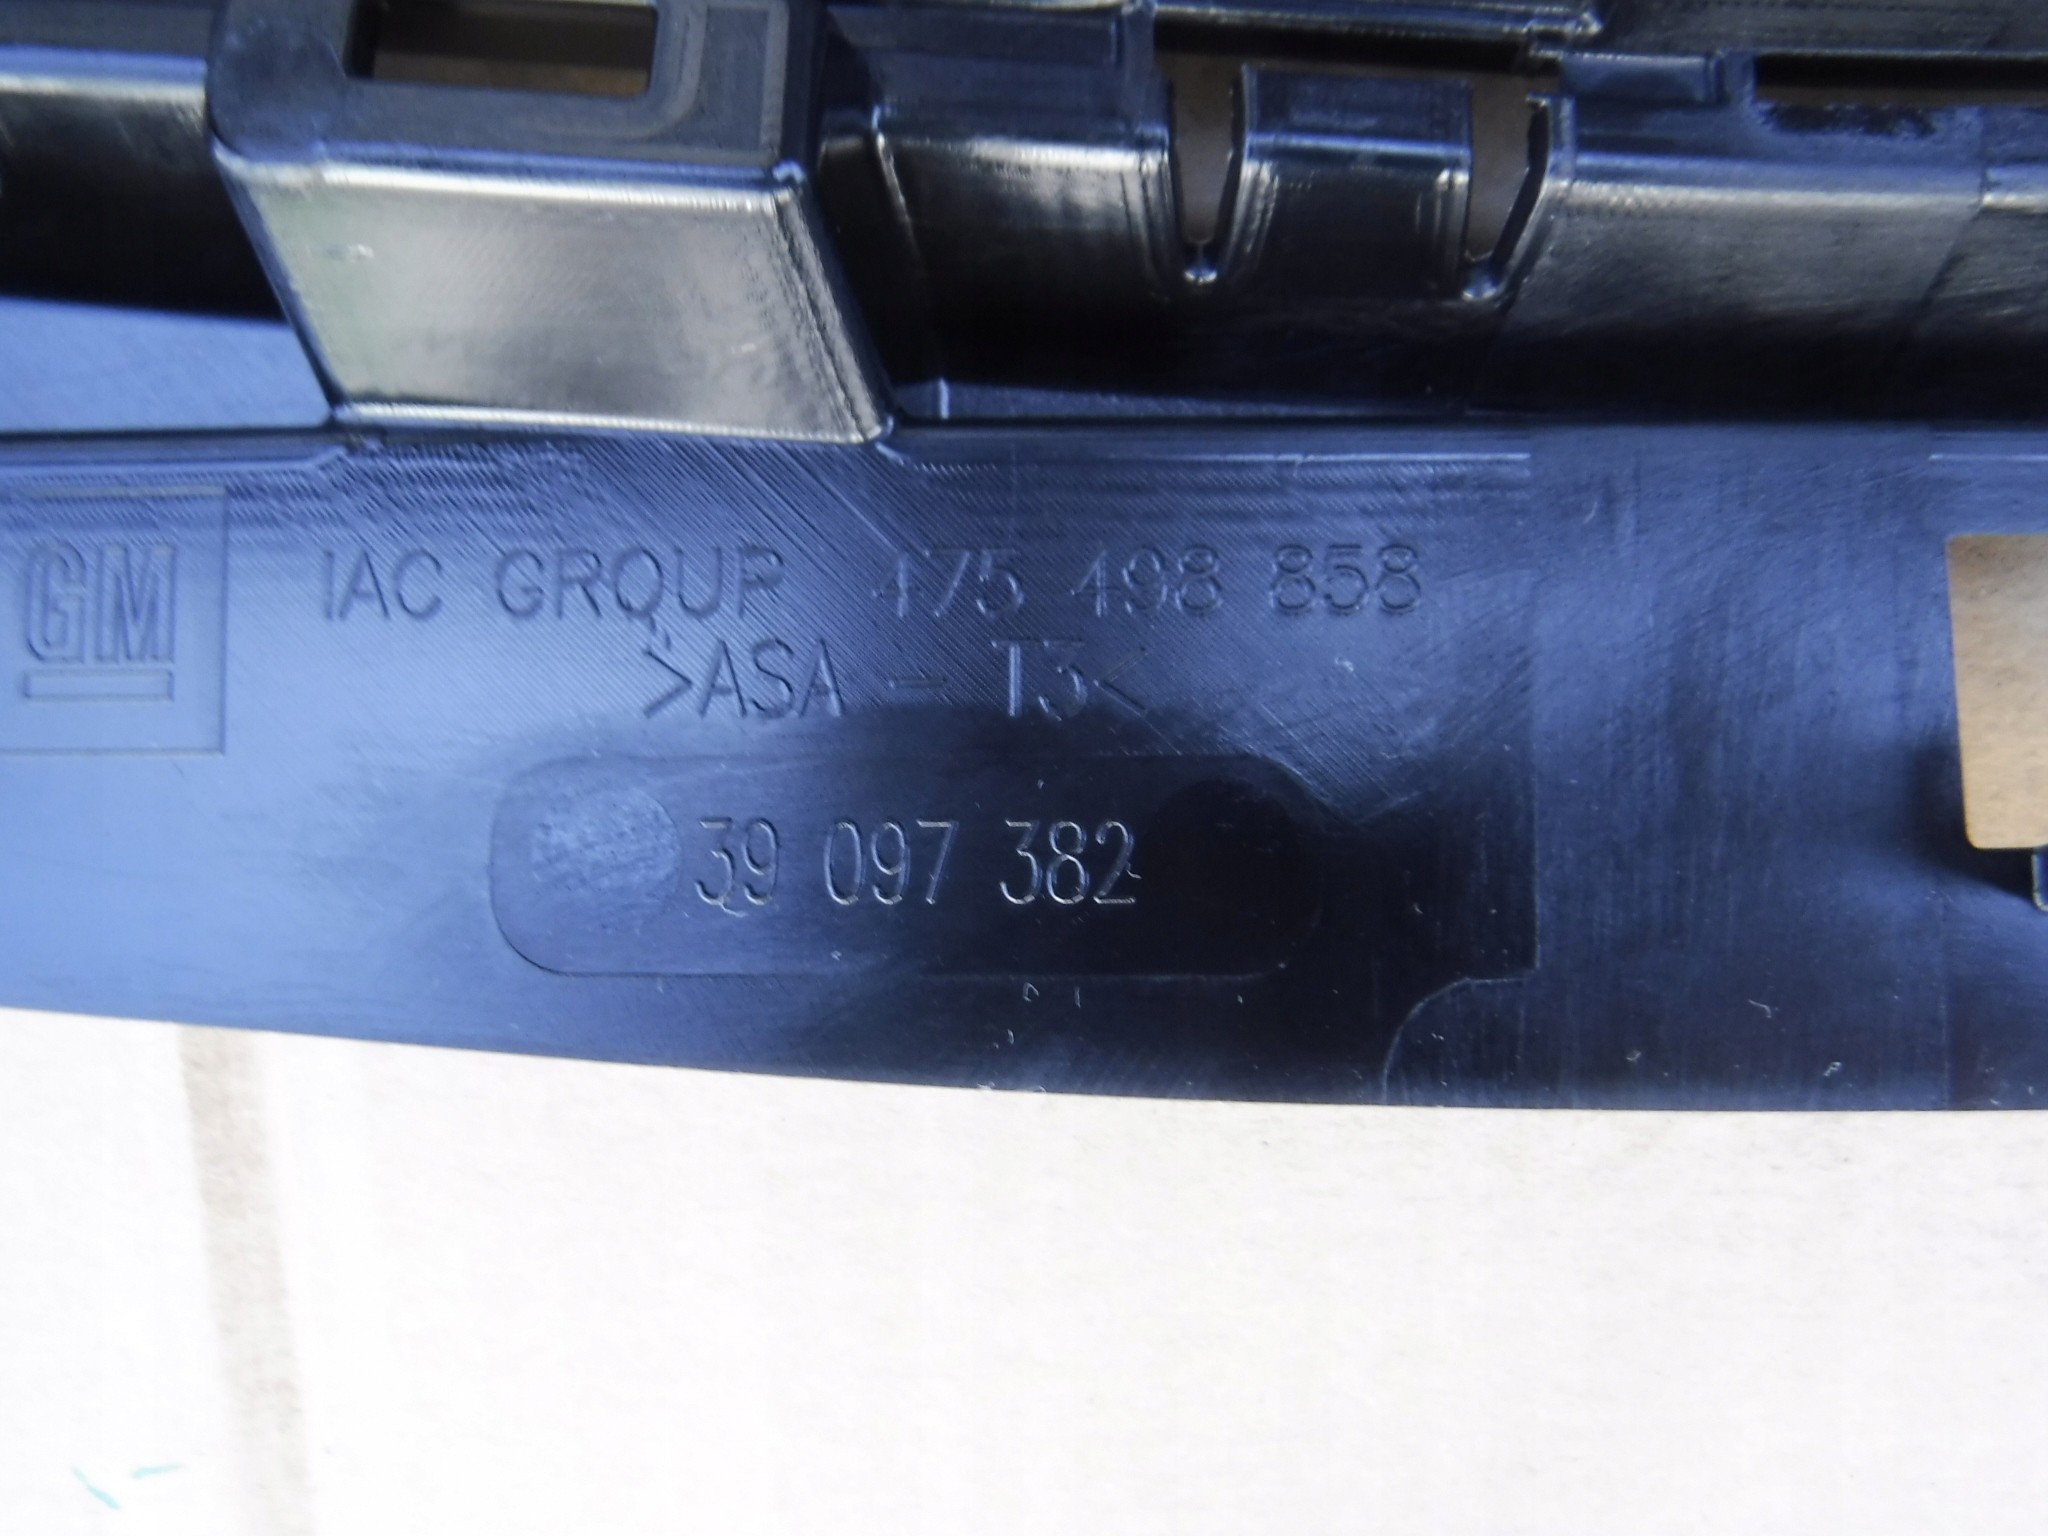 GM
IAC GROUP 475 498 858
>ASA - T3<
39 097 382